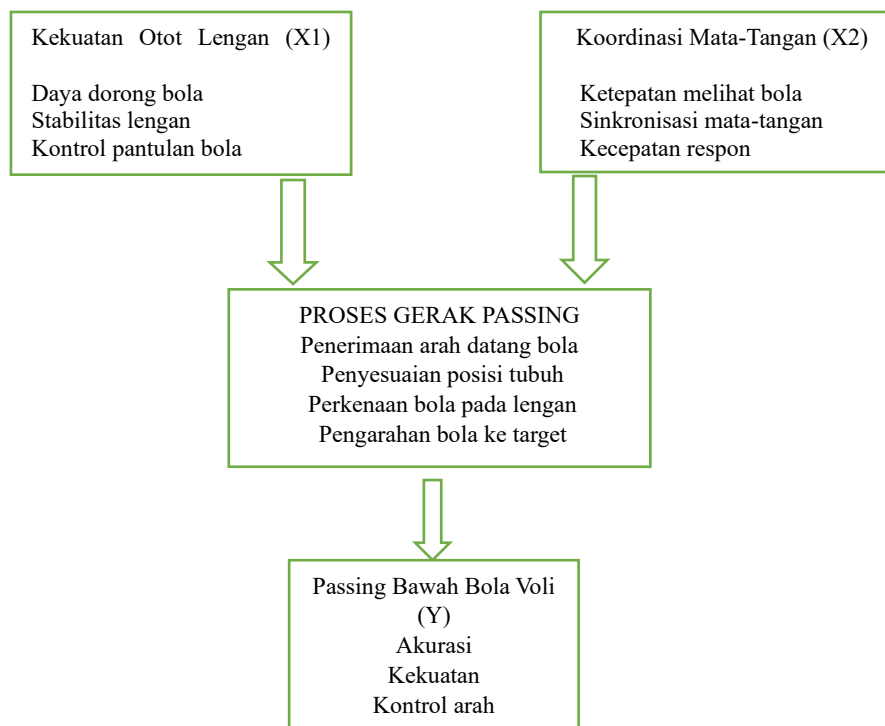 Kekuatan Otot Lengan (X1)
Daya dorong bola
Stabilitas lengan
Kontrol pantulan bola
Koordinasi Mata-Tangan (X2)
Ketepatan melihat bola
Sinkronisasi mata-tangan
Kecepatan respon
PROSES GERAK PASSING
Penerimaan arah datang bola
Penyesuaian posisi tubuh
Perkenaan bola pada lengan
Pengarahan bola ke target
Passing Bawah Bola Voli
(Y)
Akurasi
Kekuatan
Kontrol arah